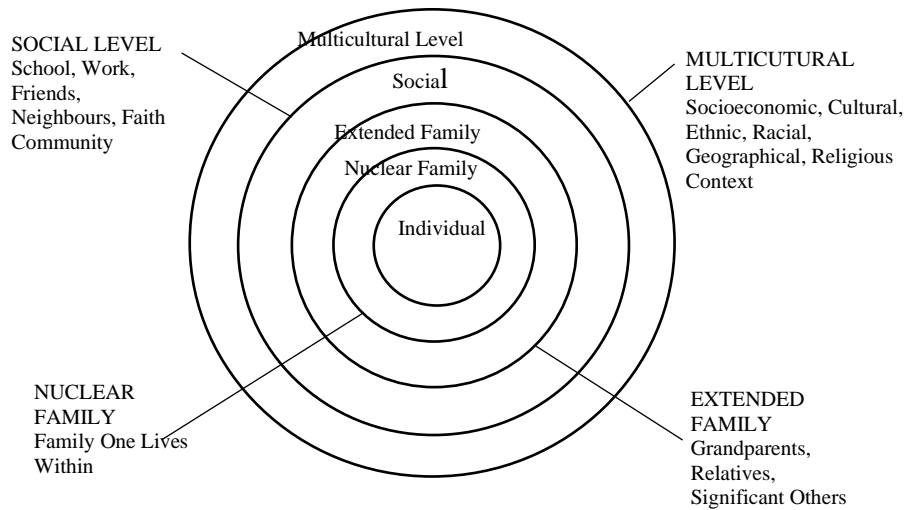 Multicultural Level
SOCIAL LEVEL
School, Work,
Friends,
Neighbours, Faith
Community
MULTICUTURAL
LEVEL
Socioeconomic, Cultural,
Ethnic, Racial,
Geographical, Religious
Context
Social
Extended Family
Nuclear Family
Individual
NUCLEAR
FAMILY
Family One Lives
Within
EXTENDED
FAMILY
Grandparents,
Relatives,
Significant Others